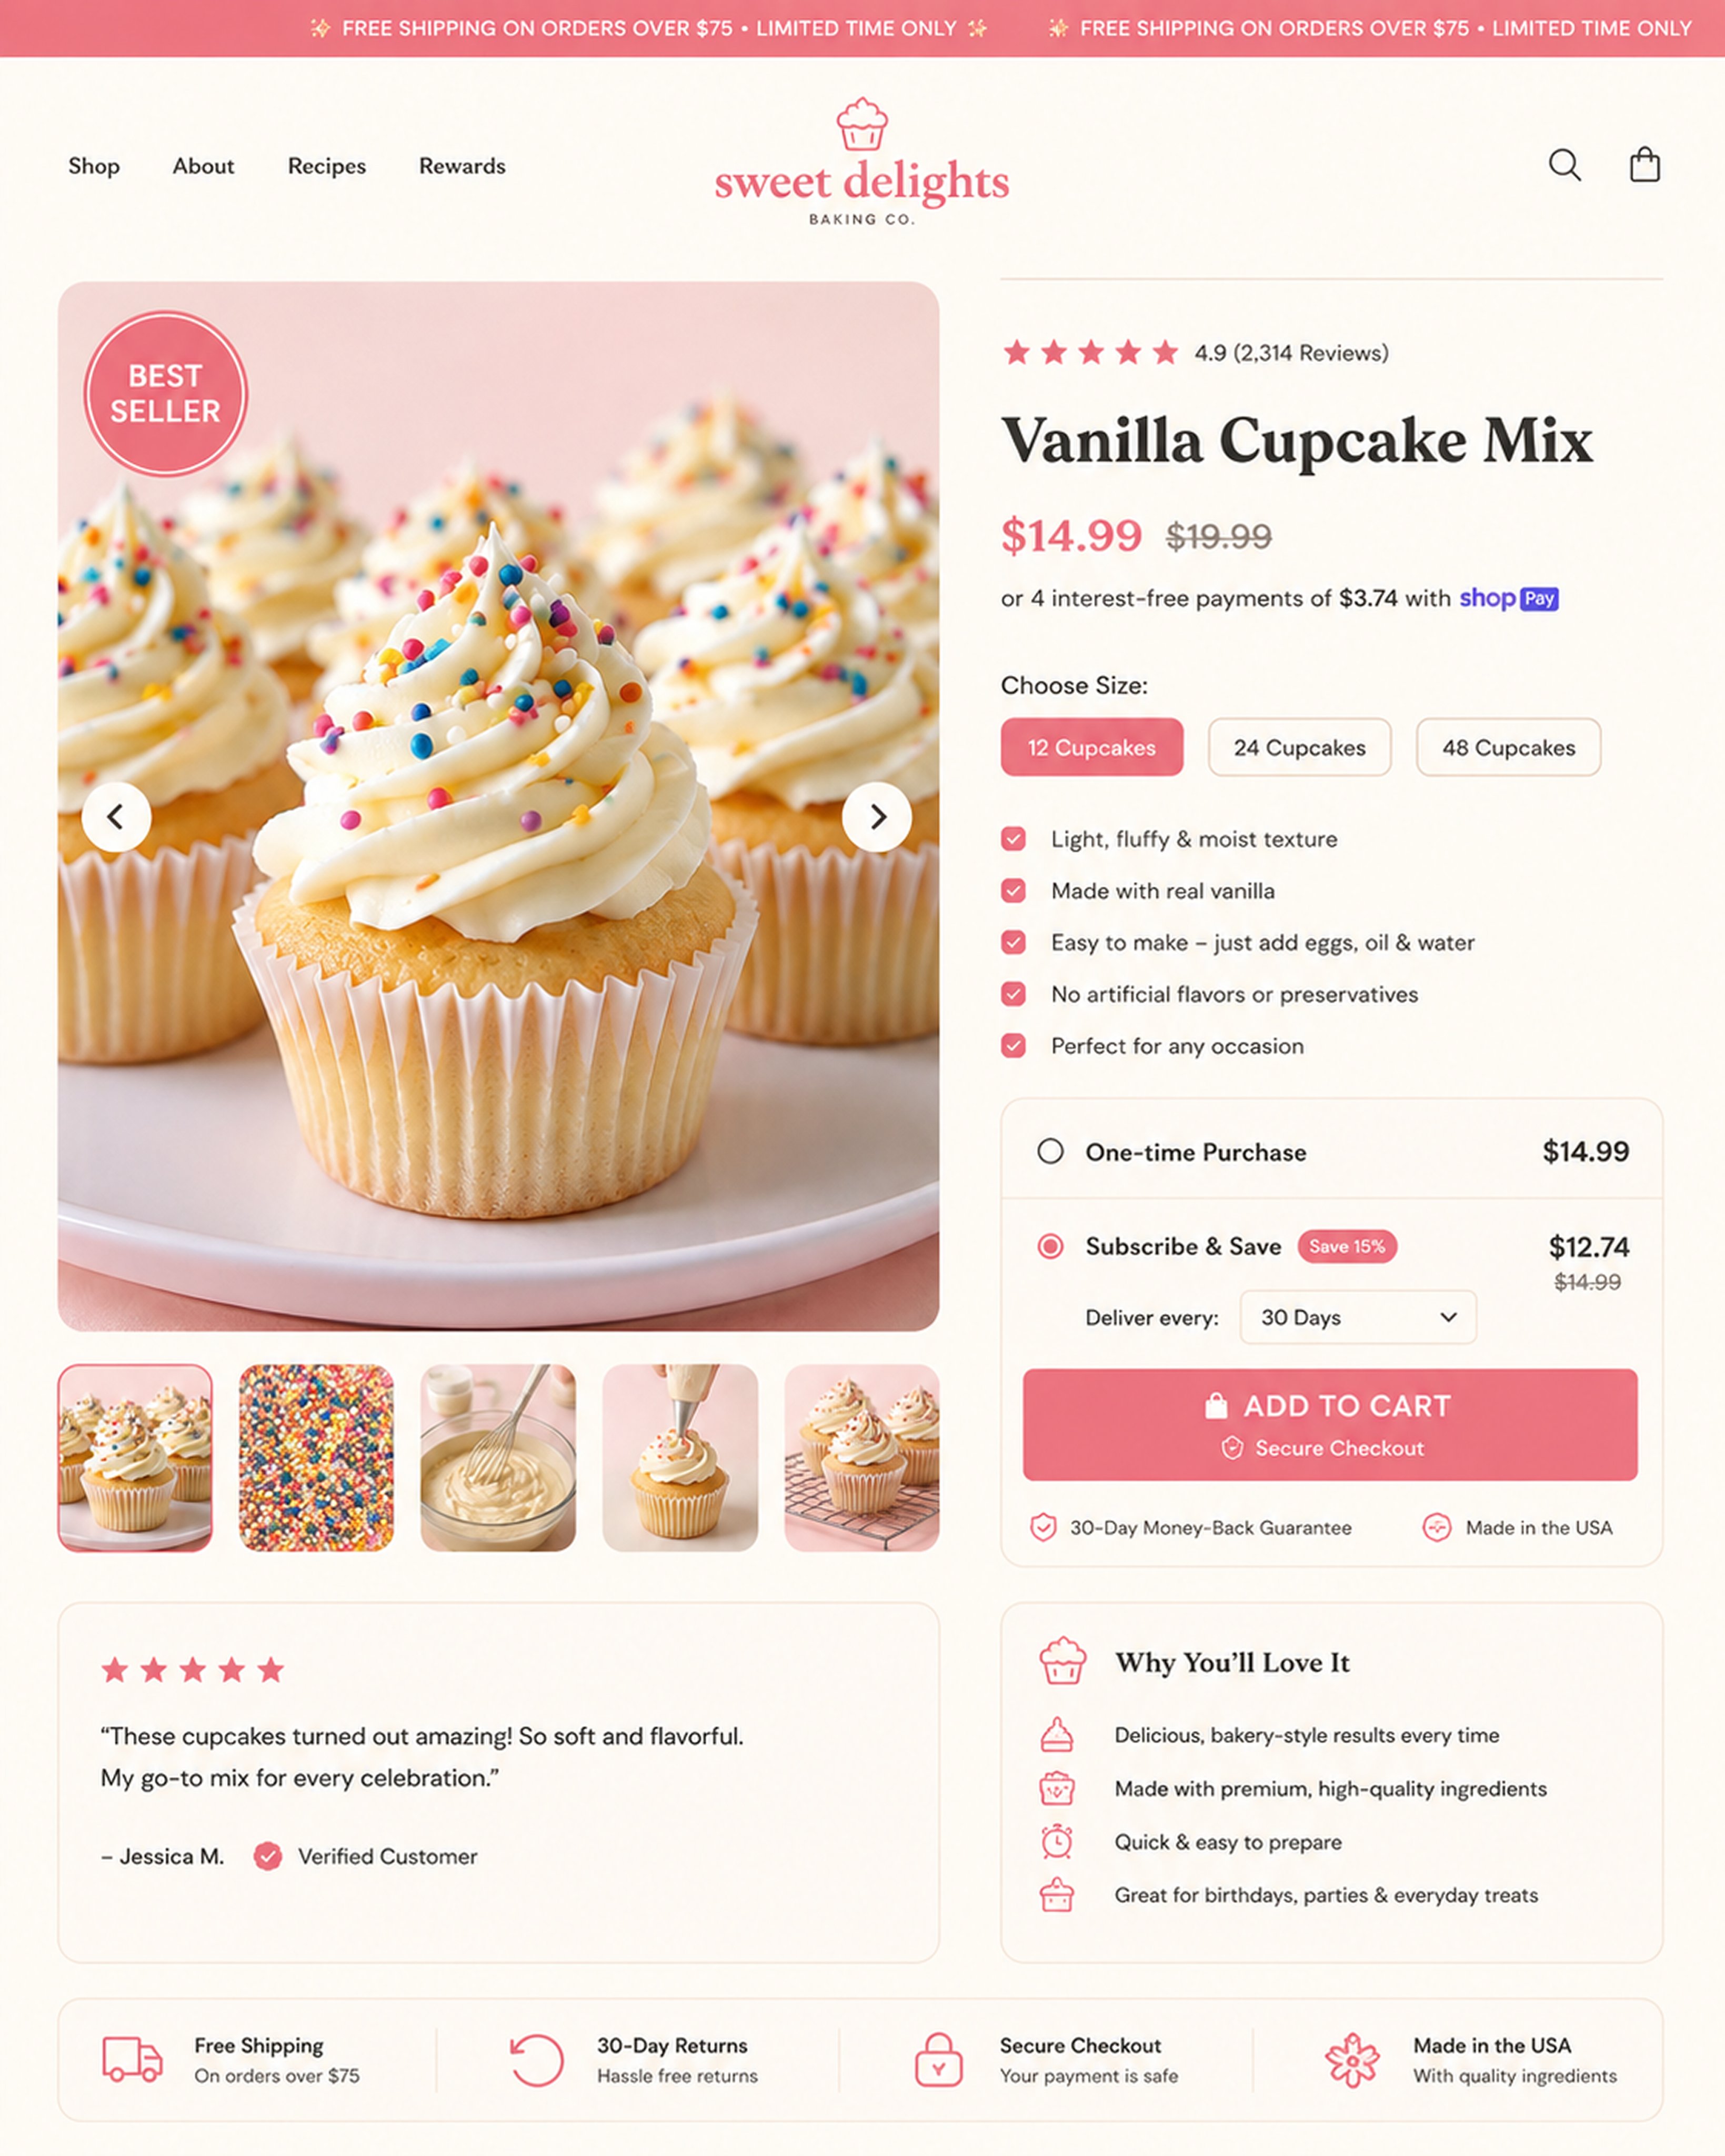 FREE SHIPPING ON ORDERS OVER $75 • LIMITED TIME ONLY
FREE SHIPPING ON ORDERS OVER $75 • LIMITED TIME ONLY
Shop
About
Recipes
Rewards
sweet delights
BAKING CO.
BEST
SELLER
4.9 (2,314 Reviews)
Vanilla Cupcake Mix
$14.99 $19.99
or 4 interest-free payments of $3.74 with shop Pay
Choose Size:
12 Cupcakes
24 Cupcakes
48 Cupcakes
Light, fluffy & moist texture
Made with real vanilla
Easy to make – just add eggs, oil & water
No artificial flavors or preservatives
Perfect for any occasion
One-time Purchase $14.99
Subscribe & Save Save 15% $12.74
$14.99
Deliver every: 30 Days
ADD TO CART
Secure Checkout
30-Day Money-Back Guarantee
Made in the USA
“These cupcakes turned out amazing! So soft and flavorful.
My go-to mix for every celebration.”
– Jessica M. Verified Customer
Why You’ll Love It
Delicious, bakery-style results every time
Made with premium, high-quality ingredients
Quick & easy to prepare
Great for birthdays, parties & everyday treats
Free Shipping
On orders over $75
30-Day Returns
Hassle free returns
Secure Checkout
Your payment is safe
Made in the USA
With quality ingredients